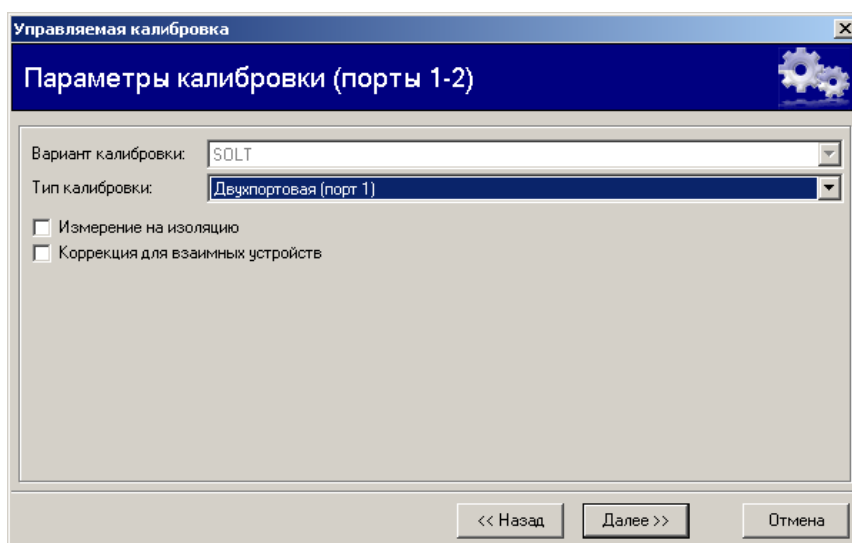 Управляемая калибровка
Параметры калибровки (порты 1-2)
Вариант калибровки: SOLT
Тип калибровки: Двухпортовая (порт 1)
Измерение на изоляцию
Коррекция для взаимных устройств
<< Назад Далее >> Отмена